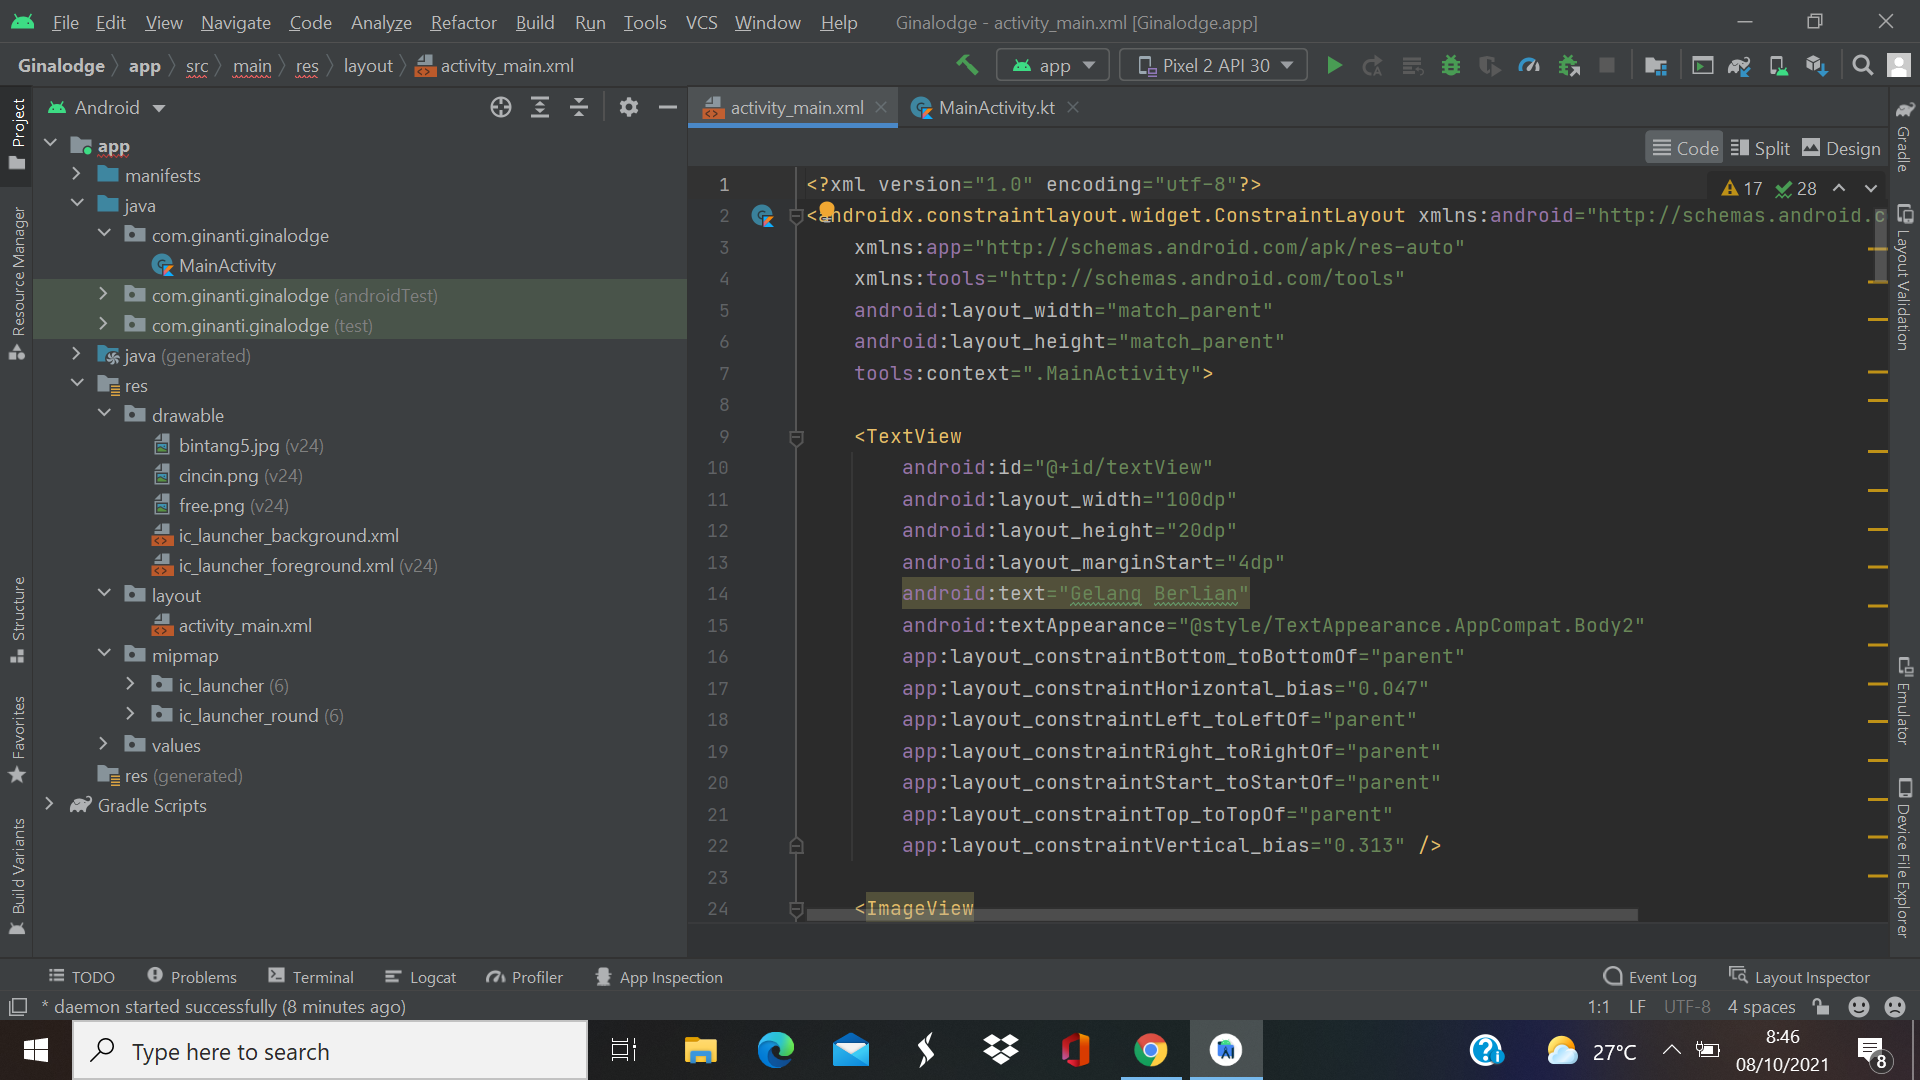 File Edit View Navigate Code Analyze Refactor Build Run Tools VCS Window Help Ginalodge - activity_main.xml [Ginalodge.app]
Ginalodge app src main res layout activity_main.xml app Pixel 2 API 30
Project
Android
activity_main.xml MainActivity.kt
Code Split Design
app
manifests
java
com.ginanti.ginalodge
MainActivity
com.ginanti.ginalodge (androidTest)
com.ginanti.ginalodge (test)
java (generated)
res
drawable
bintang5.jpg (v24)
cincin.png (v24)
free.png (v24)
ic_launcher_background.xml
ic_launcher_foreground.xml (v24)
layout
activity_main.xml
mipmap
ic_launcher (6)
ic_launcher_round (6)
values
res (generated)
Gradle Scripts
Resource Manager
Structure
Favorites
Build Variants
17 28
1 <?xml version="1.0" encoding="utf-8"?>
2 <androidx.constraintlayout.widget.ConstraintLayout xmlns:android="http://schemas.android.c
3 xmlns:app="http://schemas.android.com/apk/res-auto"
4 xmlns:tools="http://schemas.android.com/tools"
5 android:layout_width="match_parent"
6 android:layout_height="match_parent"
7 tools:context=".MainActivity">
8
9 <TextView
10 android:id="@+id/textView"
11 android:layout_width="100dp"
12 android:layout_height="20dp"
13 android:layout_marginStart="4dp"
14 android:text="Gelang Berlian"
15 android:textAppearance="@style/TextAppearance.AppCompat.Body2"
16 app:layout_constraintBottom_toBottomOf="parent"
17 app:layout_constraintHorizontal_bias="0.047"
18 app:layout_constraintLeft_toLeftOf="parent"
19 app:layout_constraintRight_toRightOf="parent"
20 app:layout_constraintStart_toStartOf="parent"
21 app:layout_constraintTop_toTopOf="parent"
22 app:layout_constraintVertical_bias="0.313" />
23
24 <ImageView
Gradle
Layout Validation
Emulator
Device File Explorer
TODO Problems Terminal Logcat Profiler App Inspection Event Log Layout Inspector
* daemon started successfully (8 minutes ago) 1:1 LF UTF-8 4 spaces
Type here to search
27°C
8:46
08/10/2021
8